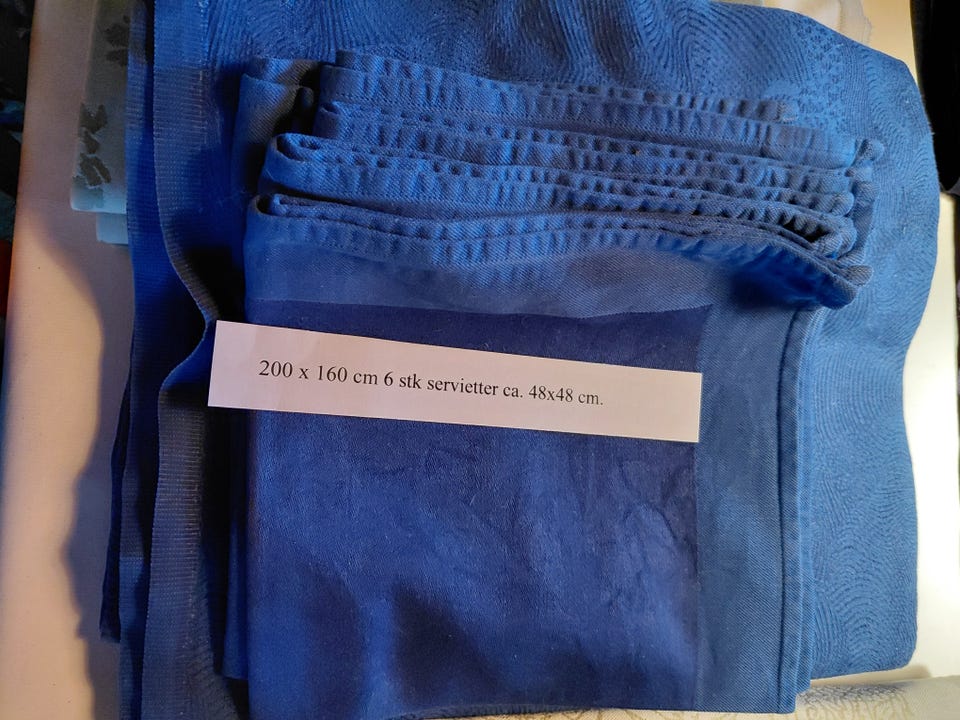 200 x 160 cm 6 stk servietter ca. 48x48 cm.